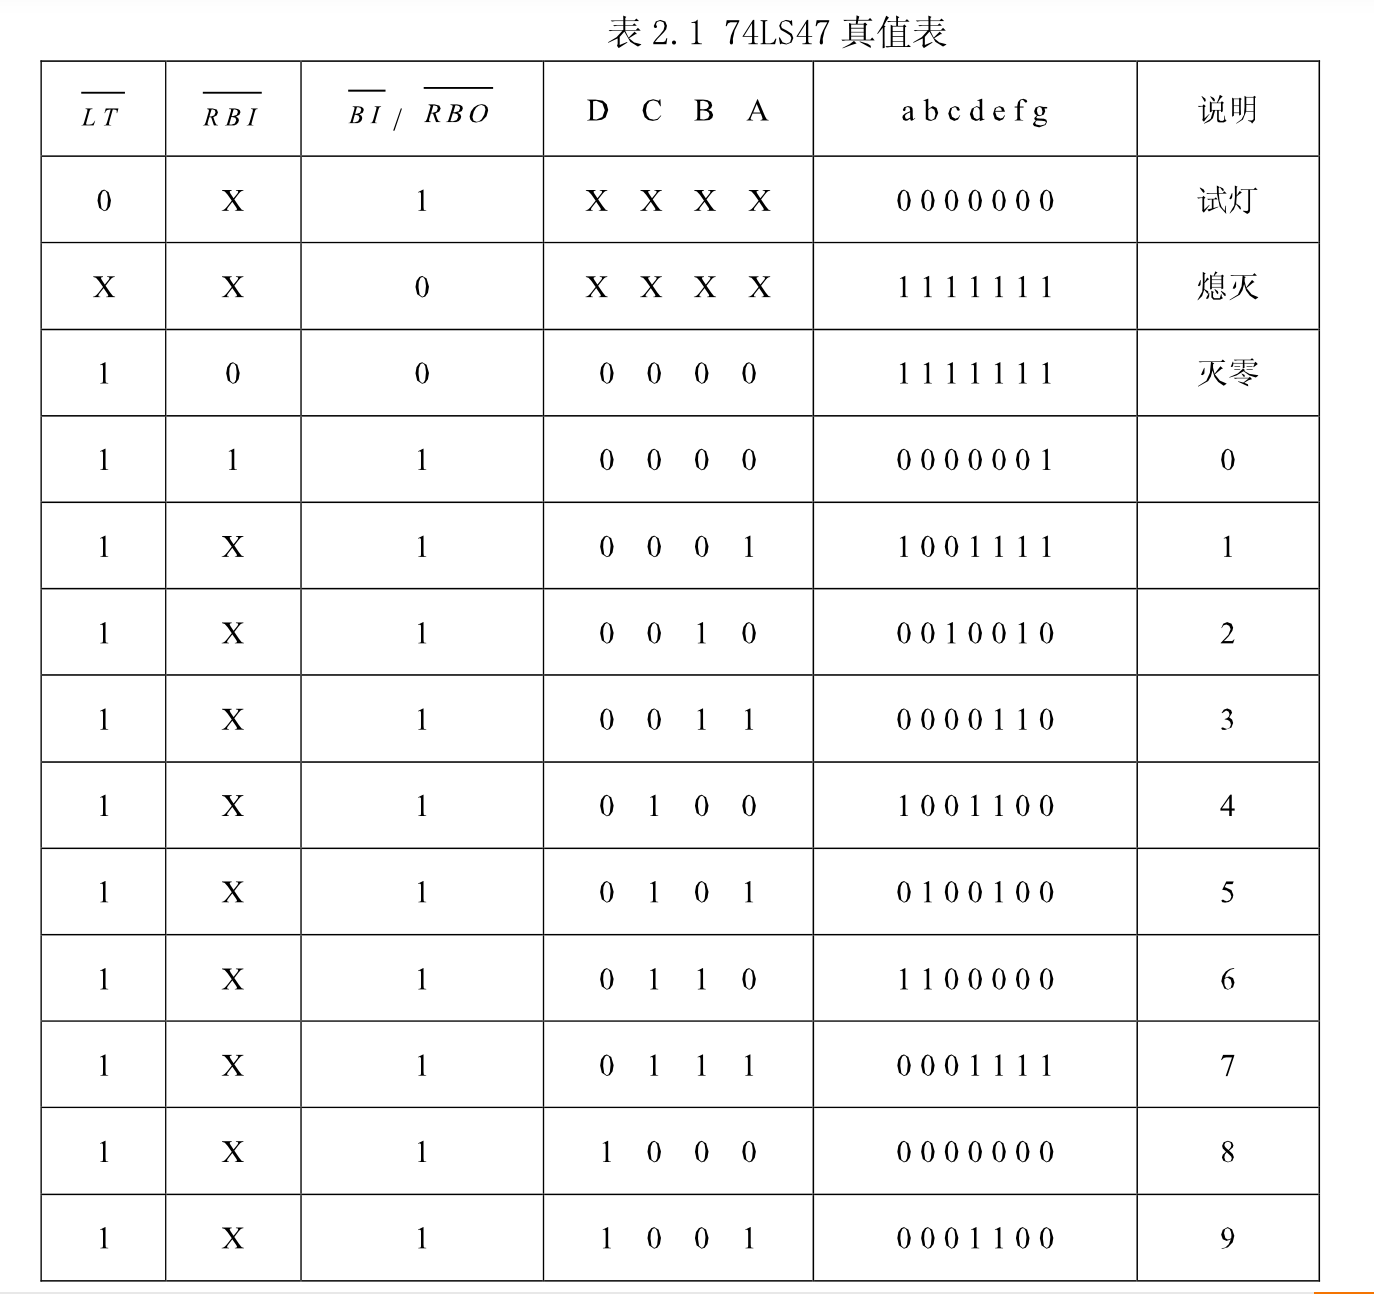 表 2.1 74LS47 真值表
LT RBI BI / RBO D C B A a b c d e f g 说明
0 X 1 X X X X 0 0 0 0 0 0 0 试灯
X X 0 X X X X 1 1 1 1 1 1 1 熄灭
1 0 0 0 0 0 0 1 1 1 1 1 1 1 灭零
1 1 1 0 0 0 0 0 0 0 0 0 0 1 0
1 X 1 0 0 0 1 1 0 0 1 1 1 1 1
1 X 1 0 0 1 0 0 0 1 0 0 1 0 2
1 X 1 0 0 1 1 0 0 0 0 1 1 0 3
1 X 1 0 1 0 0 1 0 0 1 1 0 0 4
1 X 1 0 1 0 1 0 1 0 0 1 0 0 5
1 X 1 0 1 1 0 1 1 0 0 0 0 0 6
1 X 1 0 1 1 1 0 0 0 1 1 1 1 7
1 X 1 1 0 0 0 0 0 0 0 0 0 0 8
1 X 1 1 0 0 1 0 0 0 1 1 0 0 9